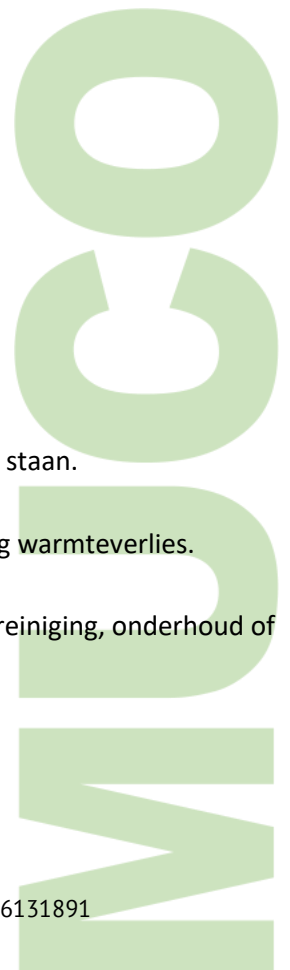 MUCO
staan.
g warmteverlies.
reiniging, onderhoud of
6131891